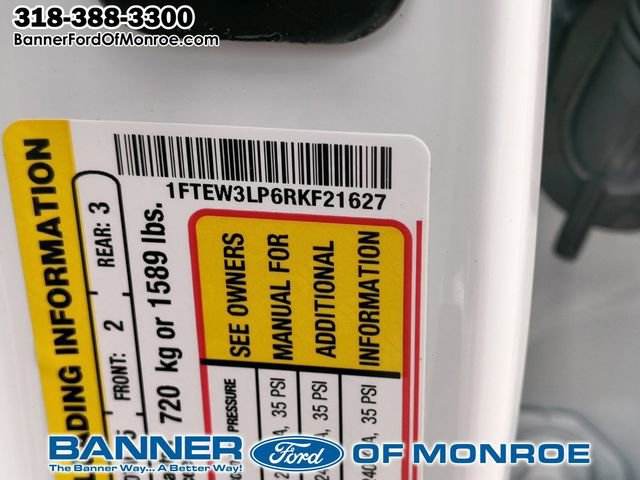 318-388-3300
BannerFordOfMonroe.com
1FTEW3LP6RKF21627
ADING INFORMATION
FRONT: 2 REAR: 3
720 kg or 1589 lbs.
PRESSURE
35 PSI
35 PSI
35 PSI
SEE OWNERS
MANUAL FOR
ADDITIONAL
INFORMATION
BANNER Ford OF MONROE
The Banner Way... A Better Way!